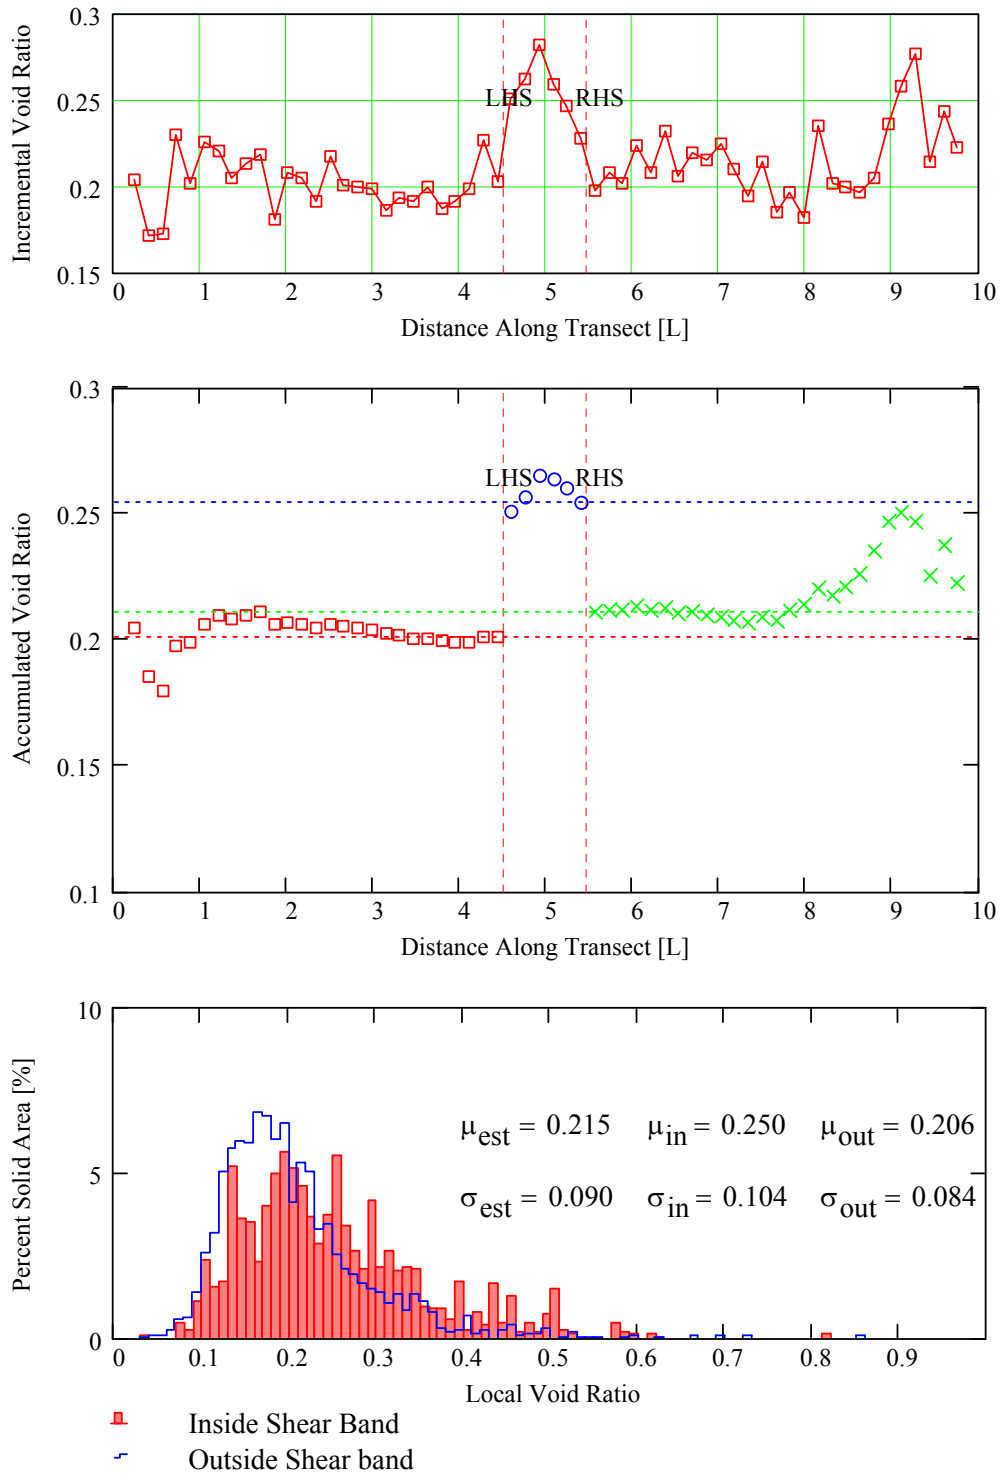 0.3
0.25
0.2
0.15
Incremental Void Ratio
LHS
RHS
0 1 2 3 4 5 6 7 8 9 10
Distance Along Transect [L]
0.3
0.25
0.2
0.15
0.1
Accumulated Void Ratio
LHS
RHS
0 1 2 3 4 5 6 7 8 9 10
Distance Along Transect [L]
10
5
0
Percent Solid Area [%]
μest = 0.215 μin = 0.250 μout = 0.206
σest = 0.090 σin = 0.104 σout = 0.084
0 0.1 0.2 0.3 0.4 0.5 0.6 0.7 0.8 0.9
Local Void Ratio
Inside Shear Band
Outside Shear band